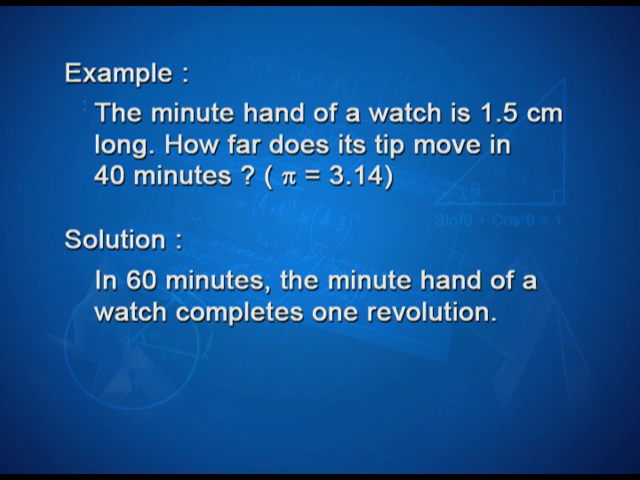 Example :
The minute hand of a watch is 1.5 cm
long. How far does its tip move in
40 minutes ? ( π = 3.14)
Solution :
In 60 minutes, the minute hand of a
watch completes one revolution.